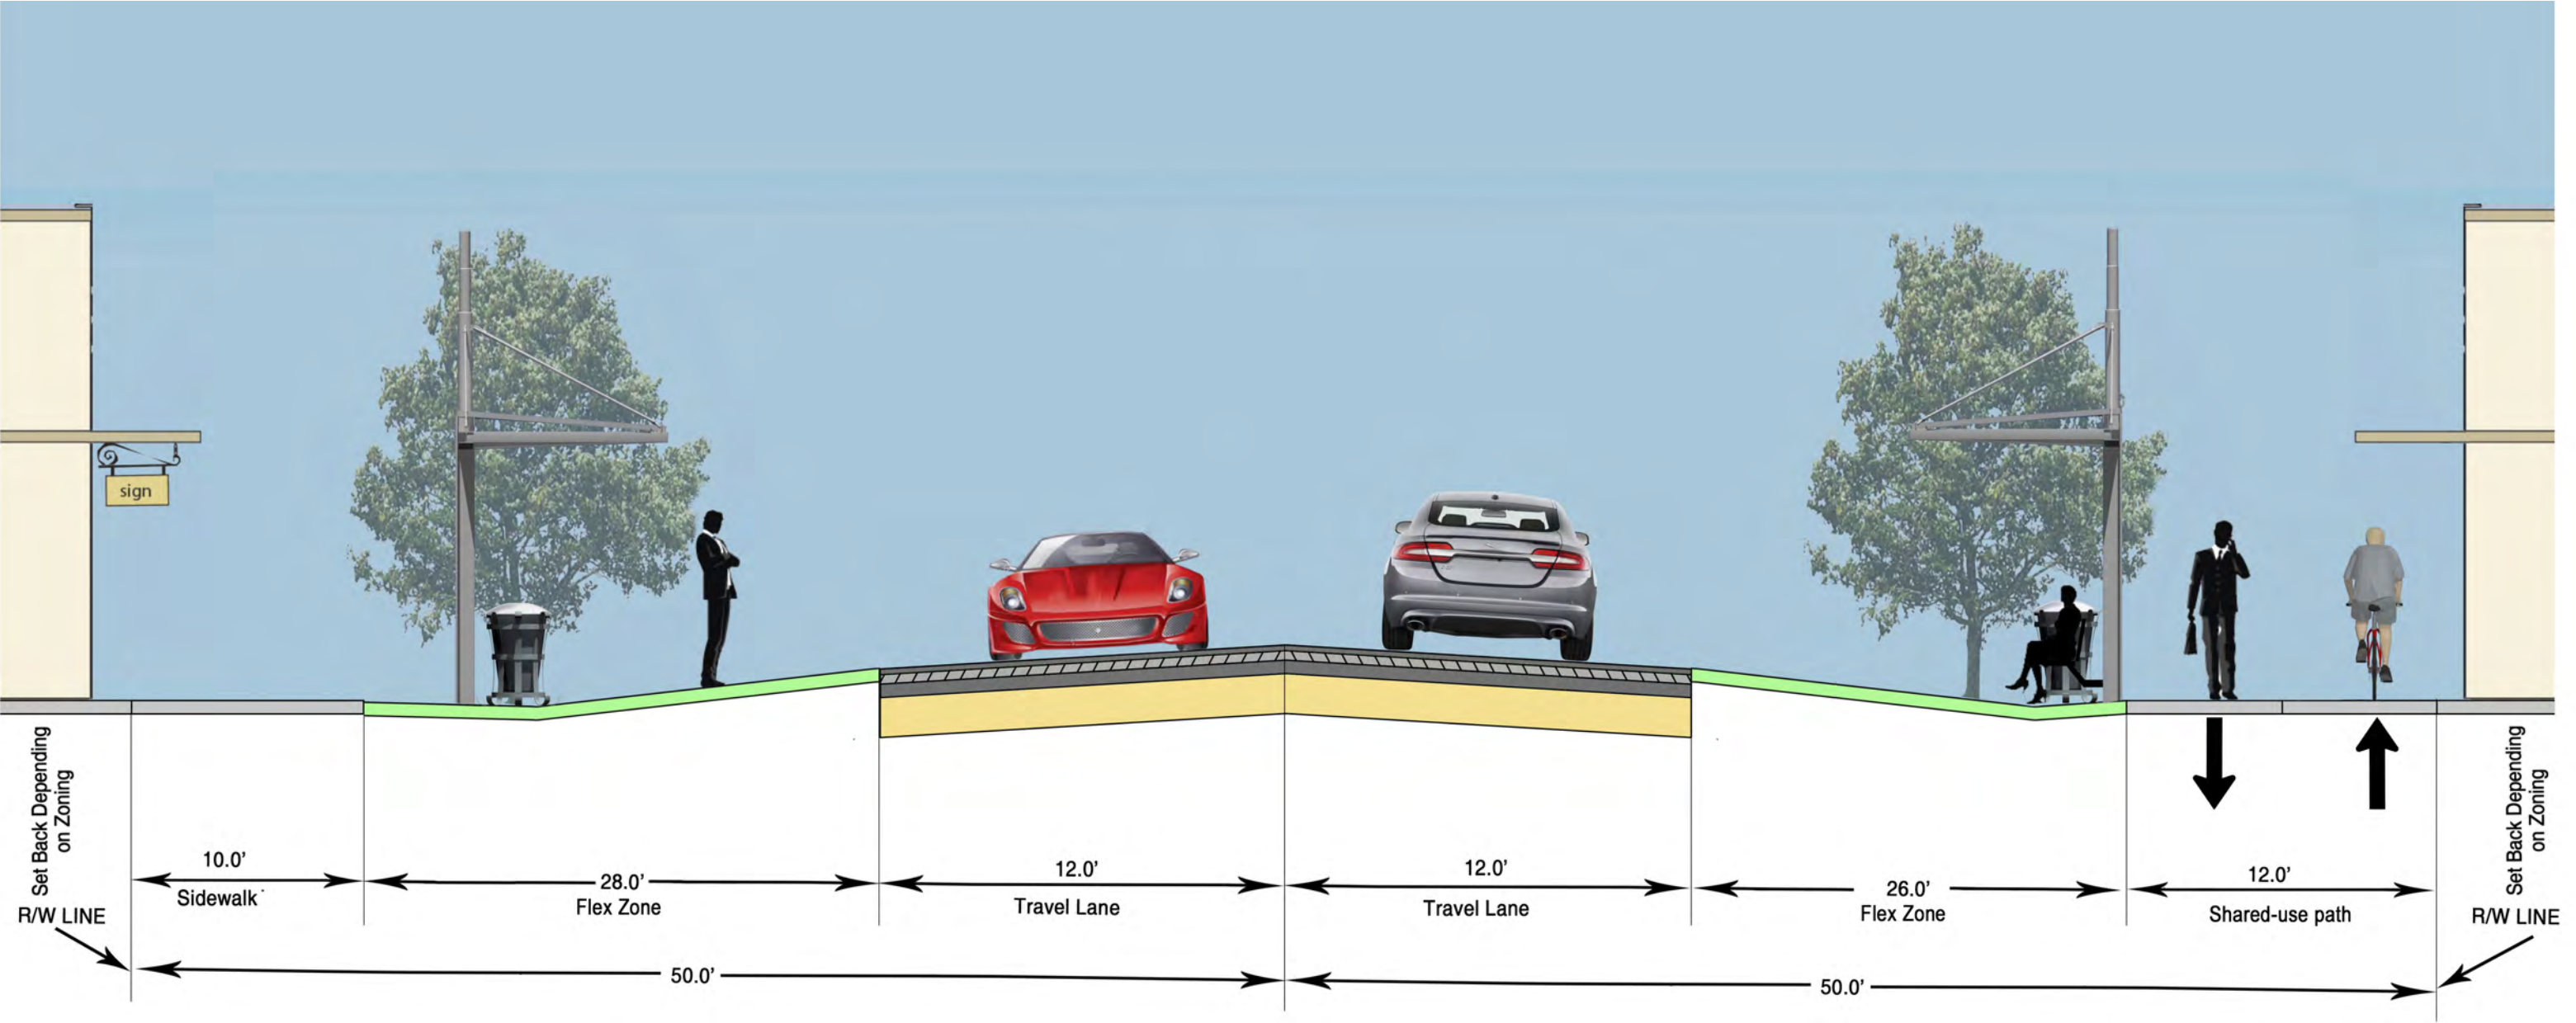 sign
Set Back Depending
on Zoning
R/W LINE
10.0'
Sidewalk
28.0'
Flex Zone
12.0'
Travel Lane
12.0'
Travel Lane
26.0'
Flex Zone
12.0'
Shared-use path
Set Back Depending
on Zoning
R/W LINE
50.0'
50.0'